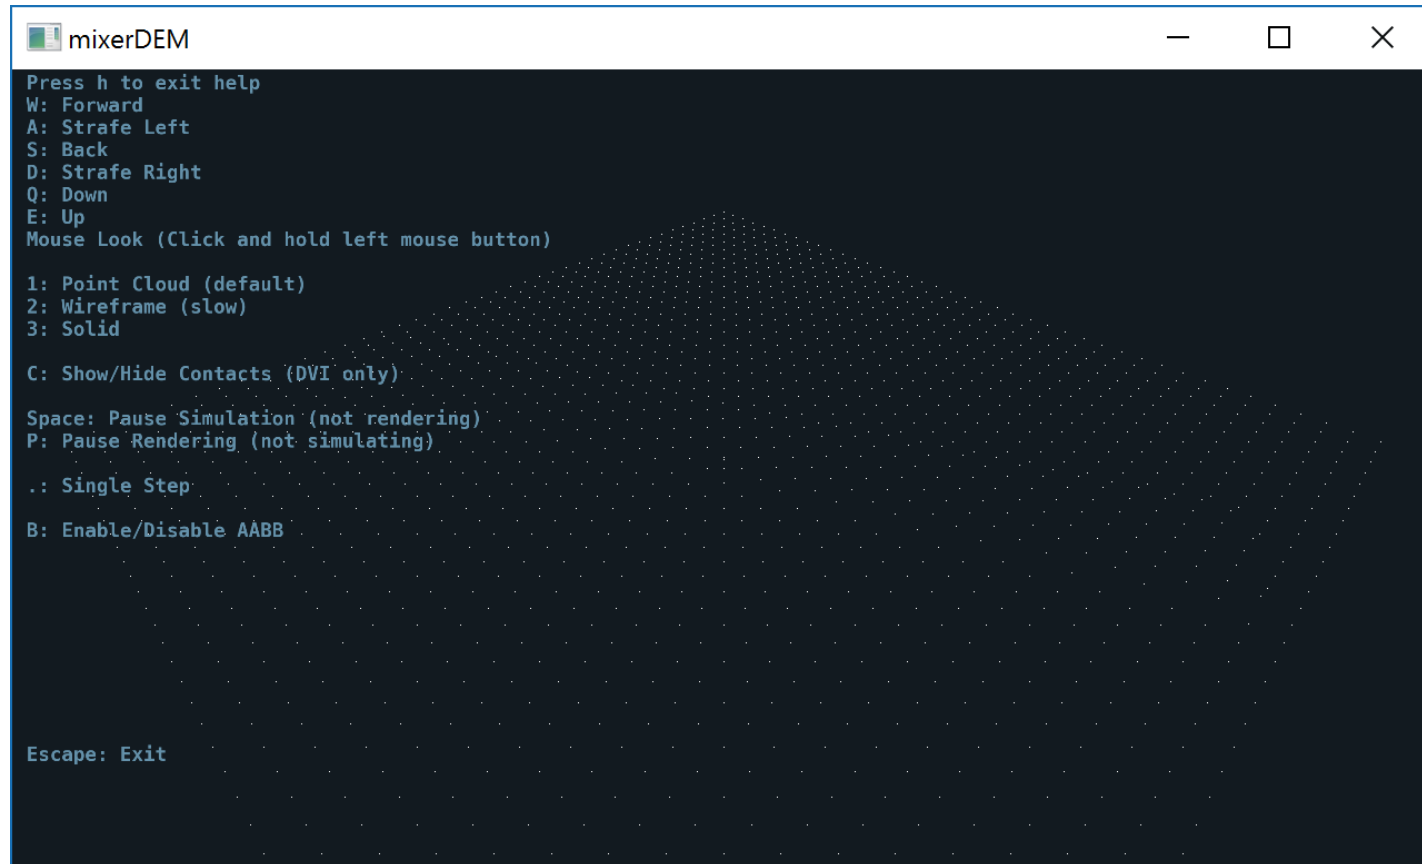 mixerDEM
Press h to exit help
W: Forward
A: Strafe Left
S: Back
D: Strafe Right
Q: Down
E: Up
Mouse Look (Click and hold left mouse button)
1: Point Cloud (default)
2: Wireframe (slow)
3: Solid
C: Show/Hide Contacts (DVI only)
Space: Pause Simulation (not rendering)
P: Pause Rendering (not simulating)
.: Single Step
B: Enable/Disable AABB
Escape: Exit